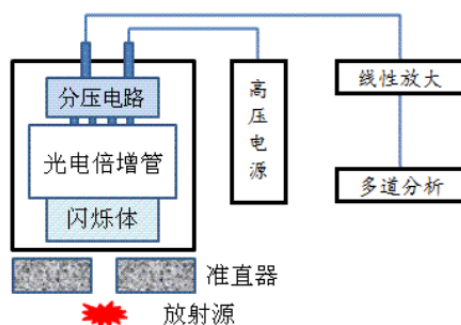 分压电路
光电倍增管
闪烁体
高压电源
线性放大
多道分析
准直器
放射源